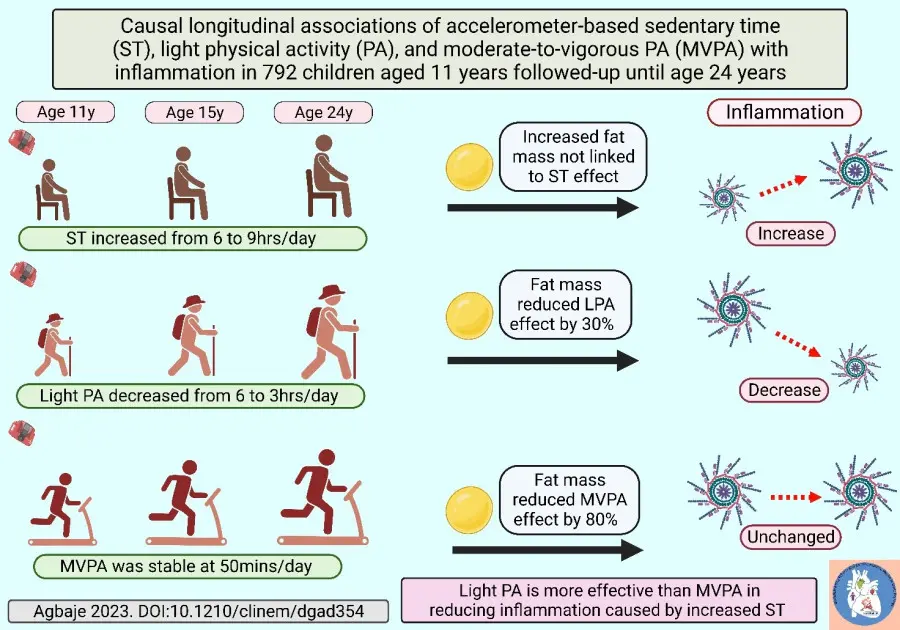 Causal longitudinal associations of accelerometer-based sedentary time
(ST), light physical activity (PA), and moderate-to-vigorous PA (MVPA) with
inflammation in 792 children aged 11 years followed-up until age 24 years
Age 11y
Age 15y
Age 24y
Inflammation
Increased fat
mass not linked
to ST effect
ST increased from 6 to 9hrs/day
Increase
Fat mass
reduced LPA
effect by 30%
Light PA decreased from 6 to 3hrs/day
Decrease
Fat mass
reduced MVPA
effect by 80%
MVPA was stable at 50mins/day
Unchanged
Agbaje 2023. DOI:10.1210/clinem/dgad354
Light PA is more effective than MVPA in
reducing inflammation caused by increased ST